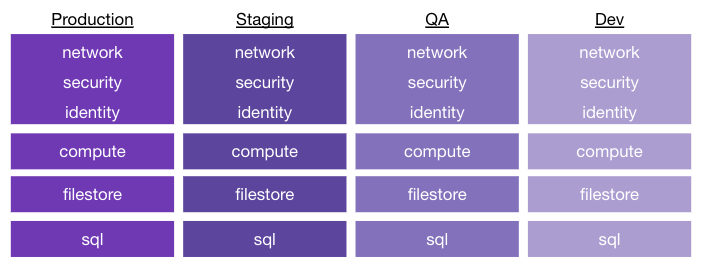 Production
network
security
identity
compute
filestore
sql
Staging
network
security
identity
compute
filestore
sql
QA
network
security
identity
compute
filestore
sql
Dev
network
security
identity
compute
filestore
sql